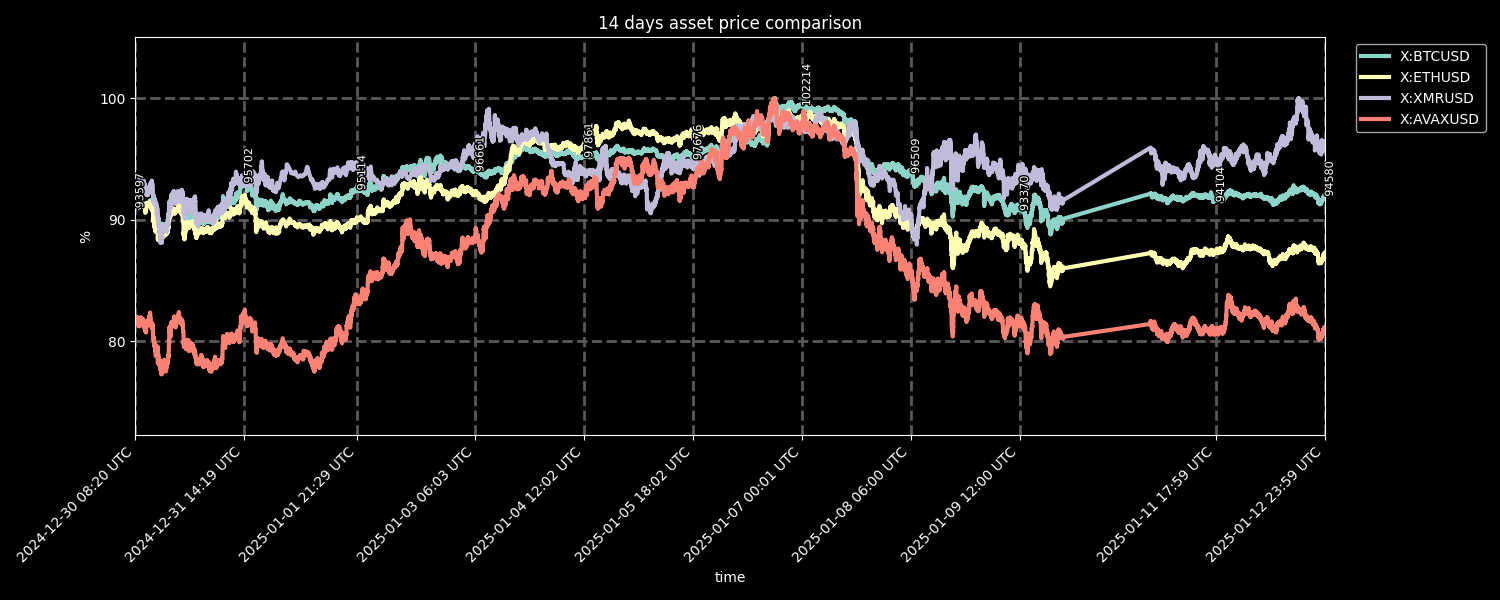 14 days asset price comparison
X:BTCUSD
X:ETHUSD
X:XMRUSD
X:AVAXUSD
100
90
80
%
93597
95702
95114
96661
97861
97676
102214
96509
93370
94104
94580
2024-12-30 08:20 UTC
2024-12-31 14:19 UTC
2025-01-01 21:29 UTC
2025-01-03 06:03 UTC
2025-01-04 12:02 UTC
2025-01-05 18:02 UTC
2025-01-07 00:01 UTC
2025-01-08 06:00 UTC
2025-01-09 12:00 UTC
2025-01-11 17:59 UTC
2025-01-12 23:59 UTC
time